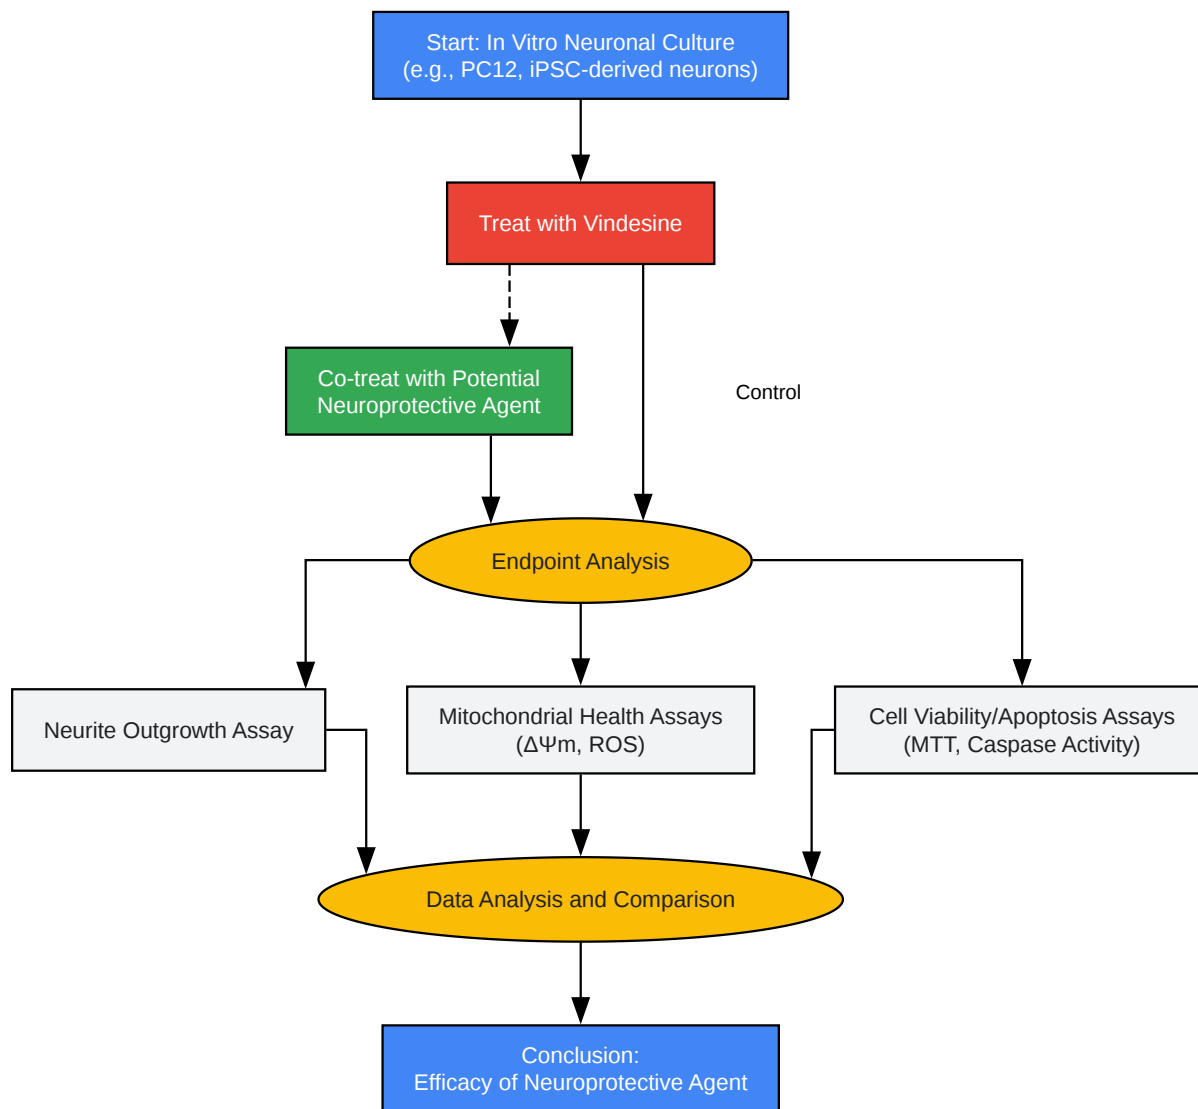 Start: In Vitro Neuronal Culture
(e.g., PC12, iPSC-derived neurons)
Treat with Vindesine
Co-treat with Potential
Neuroprotective Agent
Control
Endpoint Analysis
Neurite Outgrowth Assay
Mitochondrial Health Assays
(ΔΨm, ROS)
Cell Viability/Apoptosis Assays
(MTT, Caspase Activity)
Data Analysis and Comparison
Conclusion:
Efficacy of Neuroprotective Agent